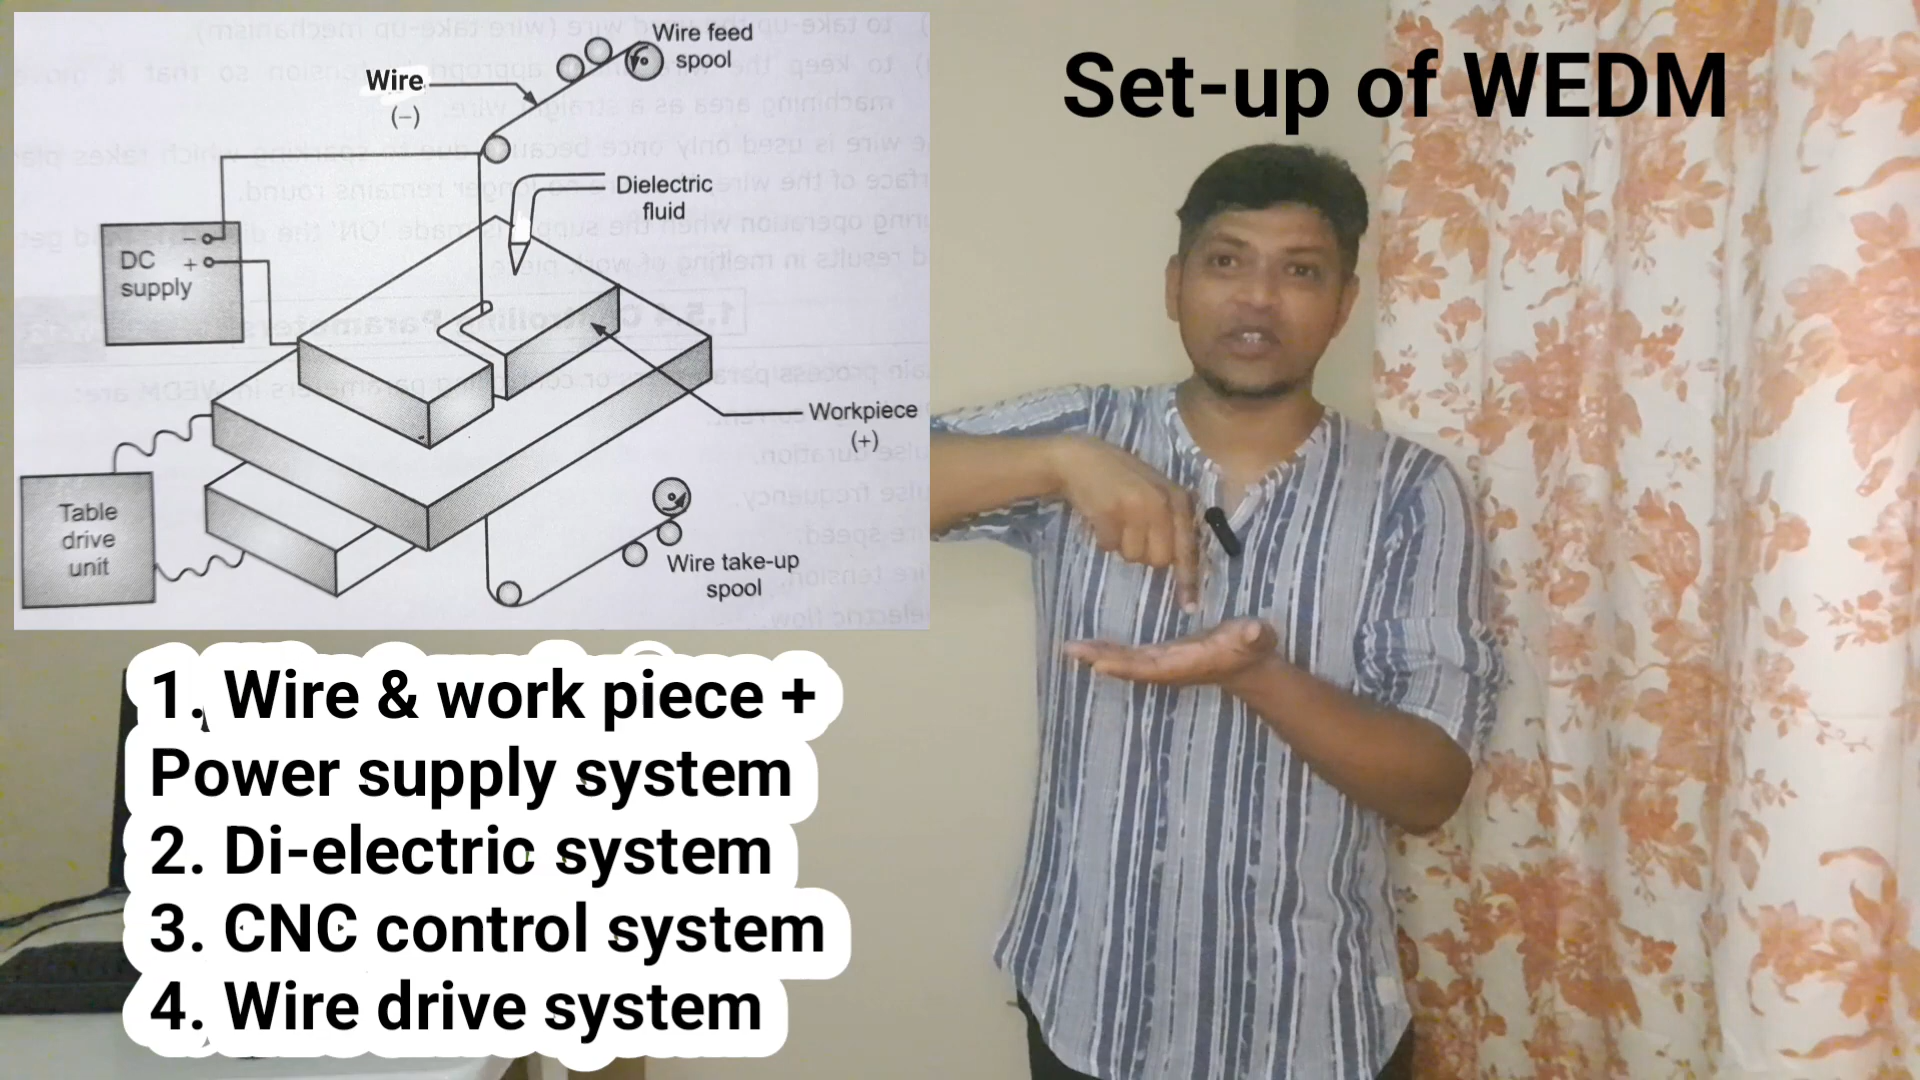 Set-up of WEDM
Wire feed
spool
Wire
(−)
Dielectric
fluid
DC
supply
−
+
Workpiece
(+)
Table
drive
unit
Wire take-up
spool
1. Wire & work piece +
Power supply system
2. Di-electric system
3. CNC control system
4. Wire drive system